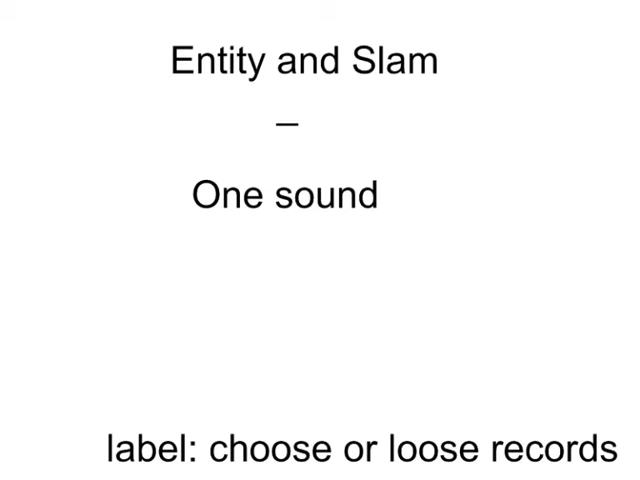 Entity and Slam
–
One sound
label: choose or loose records